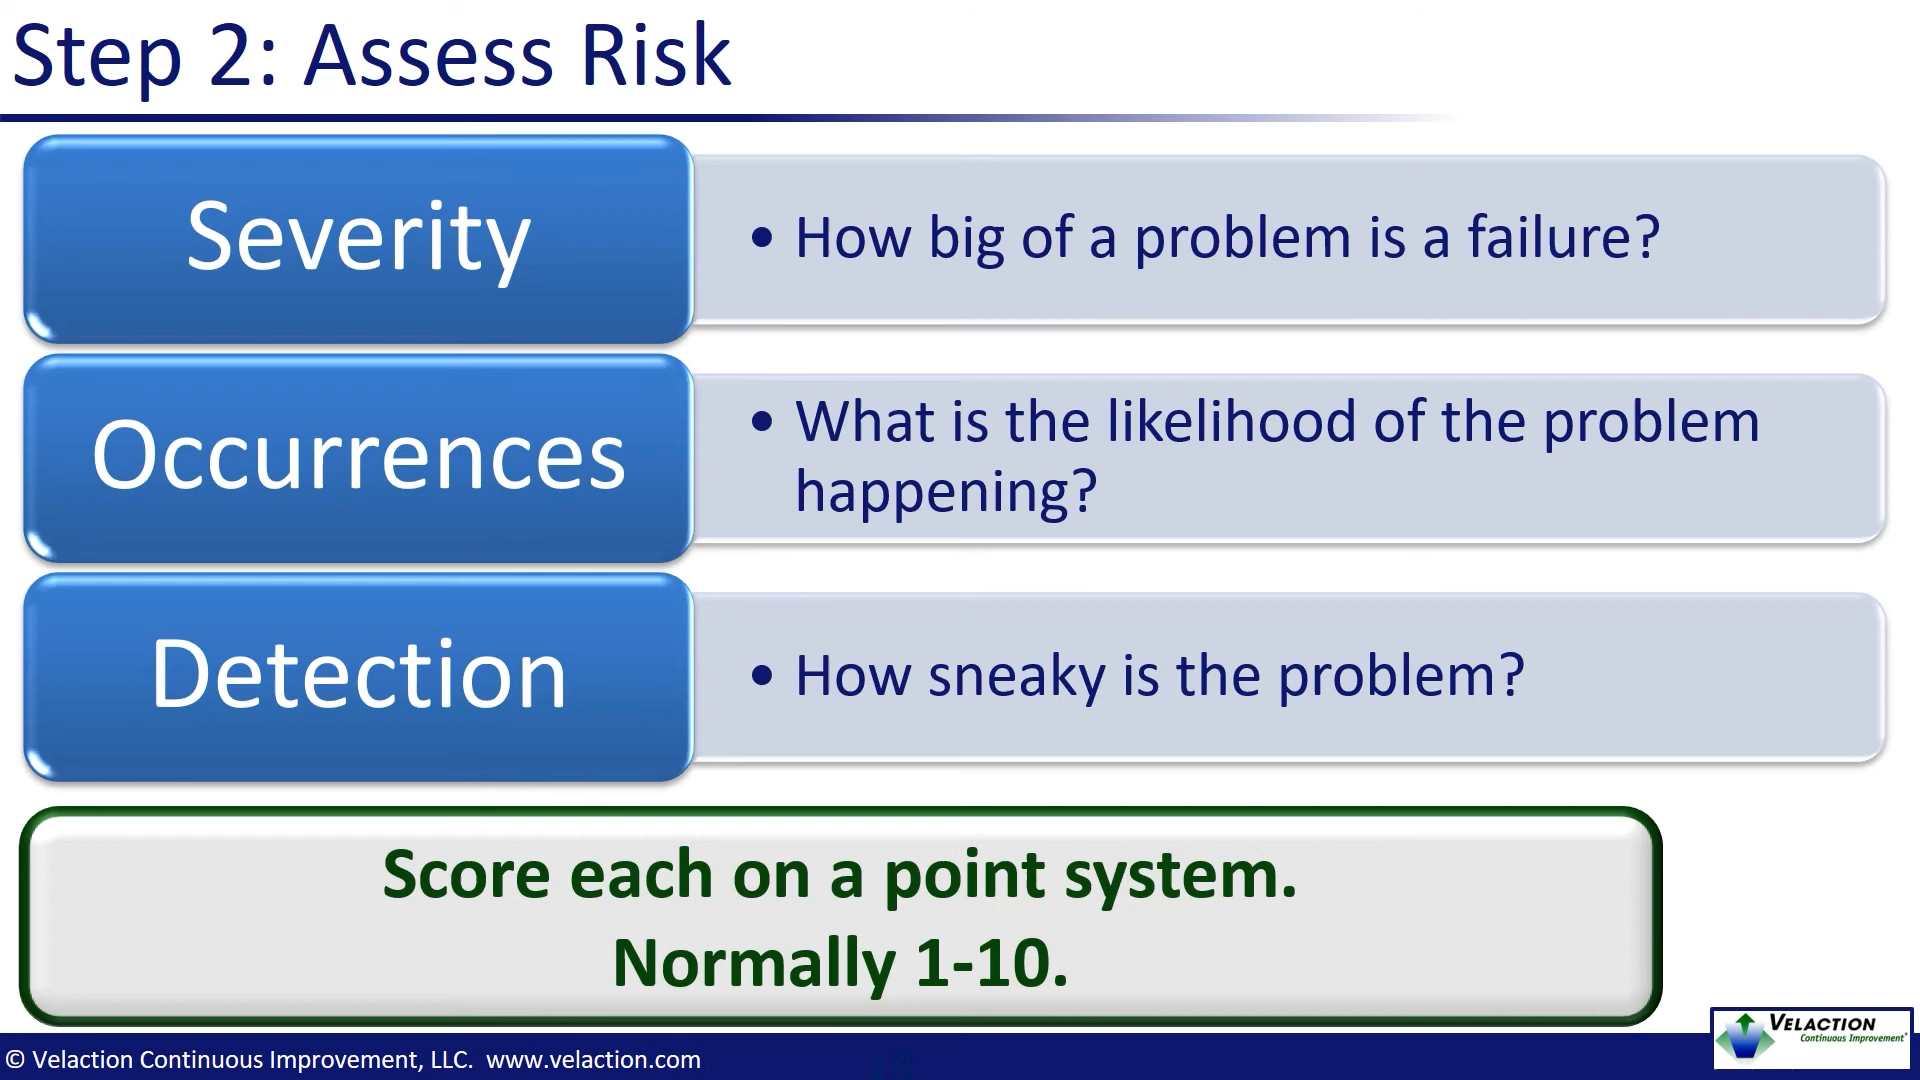 Step 2: Assess Risk
Severity
• How big of a problem is a failure?
Occurrences
• What is the likelihood of the problem
happening?
Detection
• How sneaky is the problem?
Score each on a point system.
Normally 1-10.
© Velaction Continuous Improvement, LLC. www.velaction.com
VELACTION
Continuous Improvement